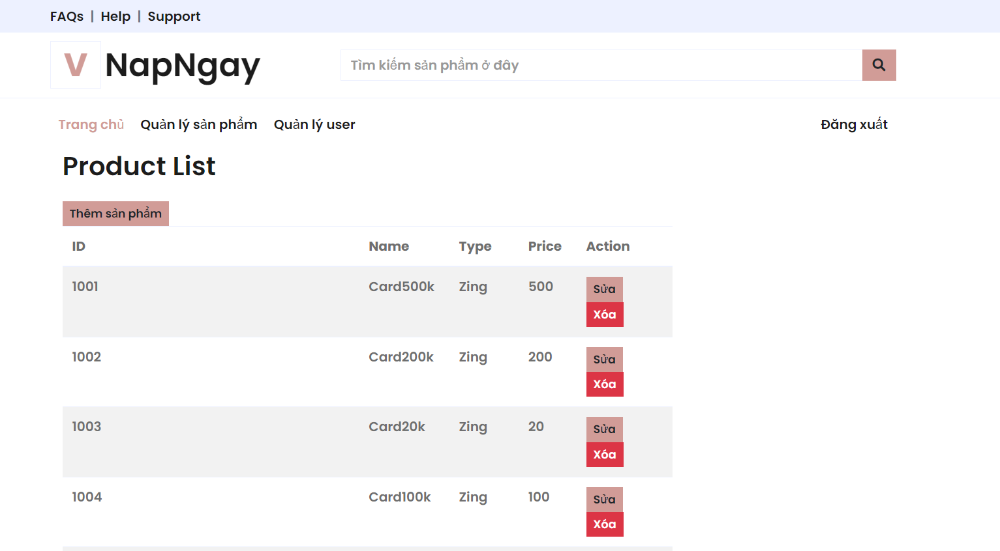 FAQs | Help | Support
V NapNgay
Tìm kiếm sản phẩm ở đây
Trang chủ Quản lý sản phẩm Quản lý user Đăng xuất
Product List
Thêm sản phẩm
ID Name Type Price Action
1001 Card500k Zing 500 Sửa
Xóa
1002 Card200k Zing 200 Sửa
Xóa
1003 Card20k Zing 20 Sửa
Xóa
1004 Card100k Zing 100 Sửa
Xóa